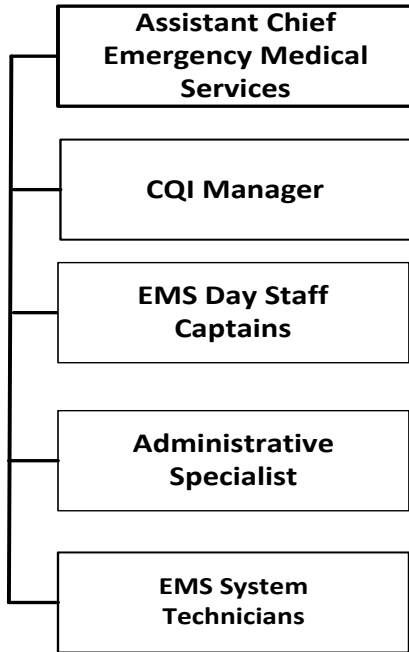 Assistant Chief
Emergency Medical
Services
CQI Manager
EMS Day Staff
Captains
Administrative
Specialist
EMS System
Technicians